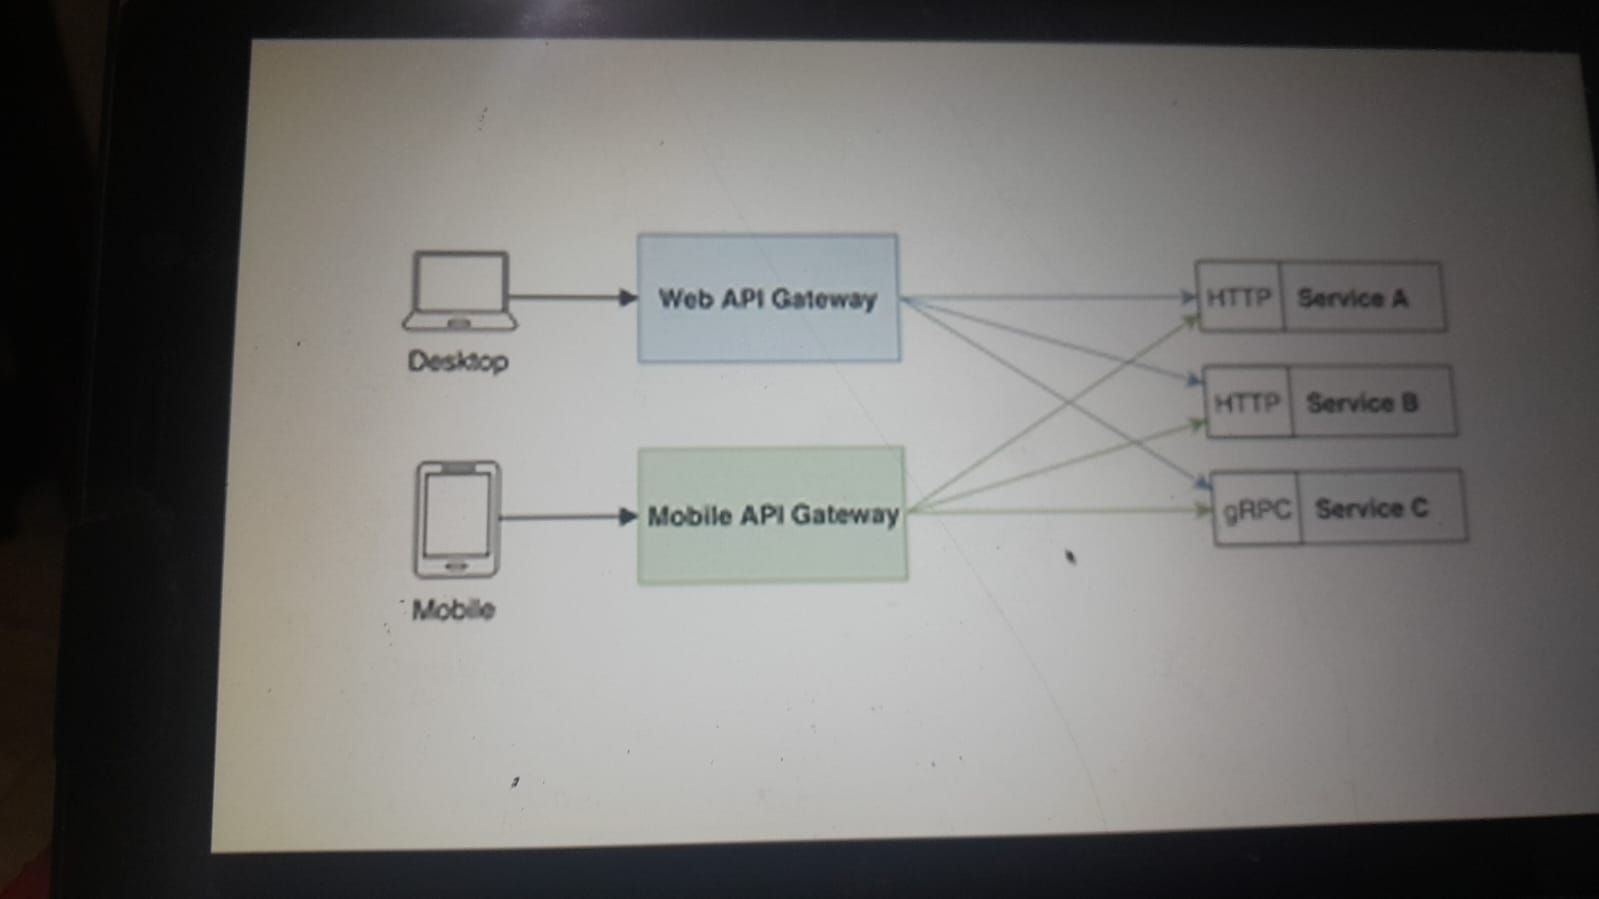 Web API Gateway
Desktop
HTTP
Service A
HTTP
Service B
gRPC
Service C
Mobile API Gateway
Mobile